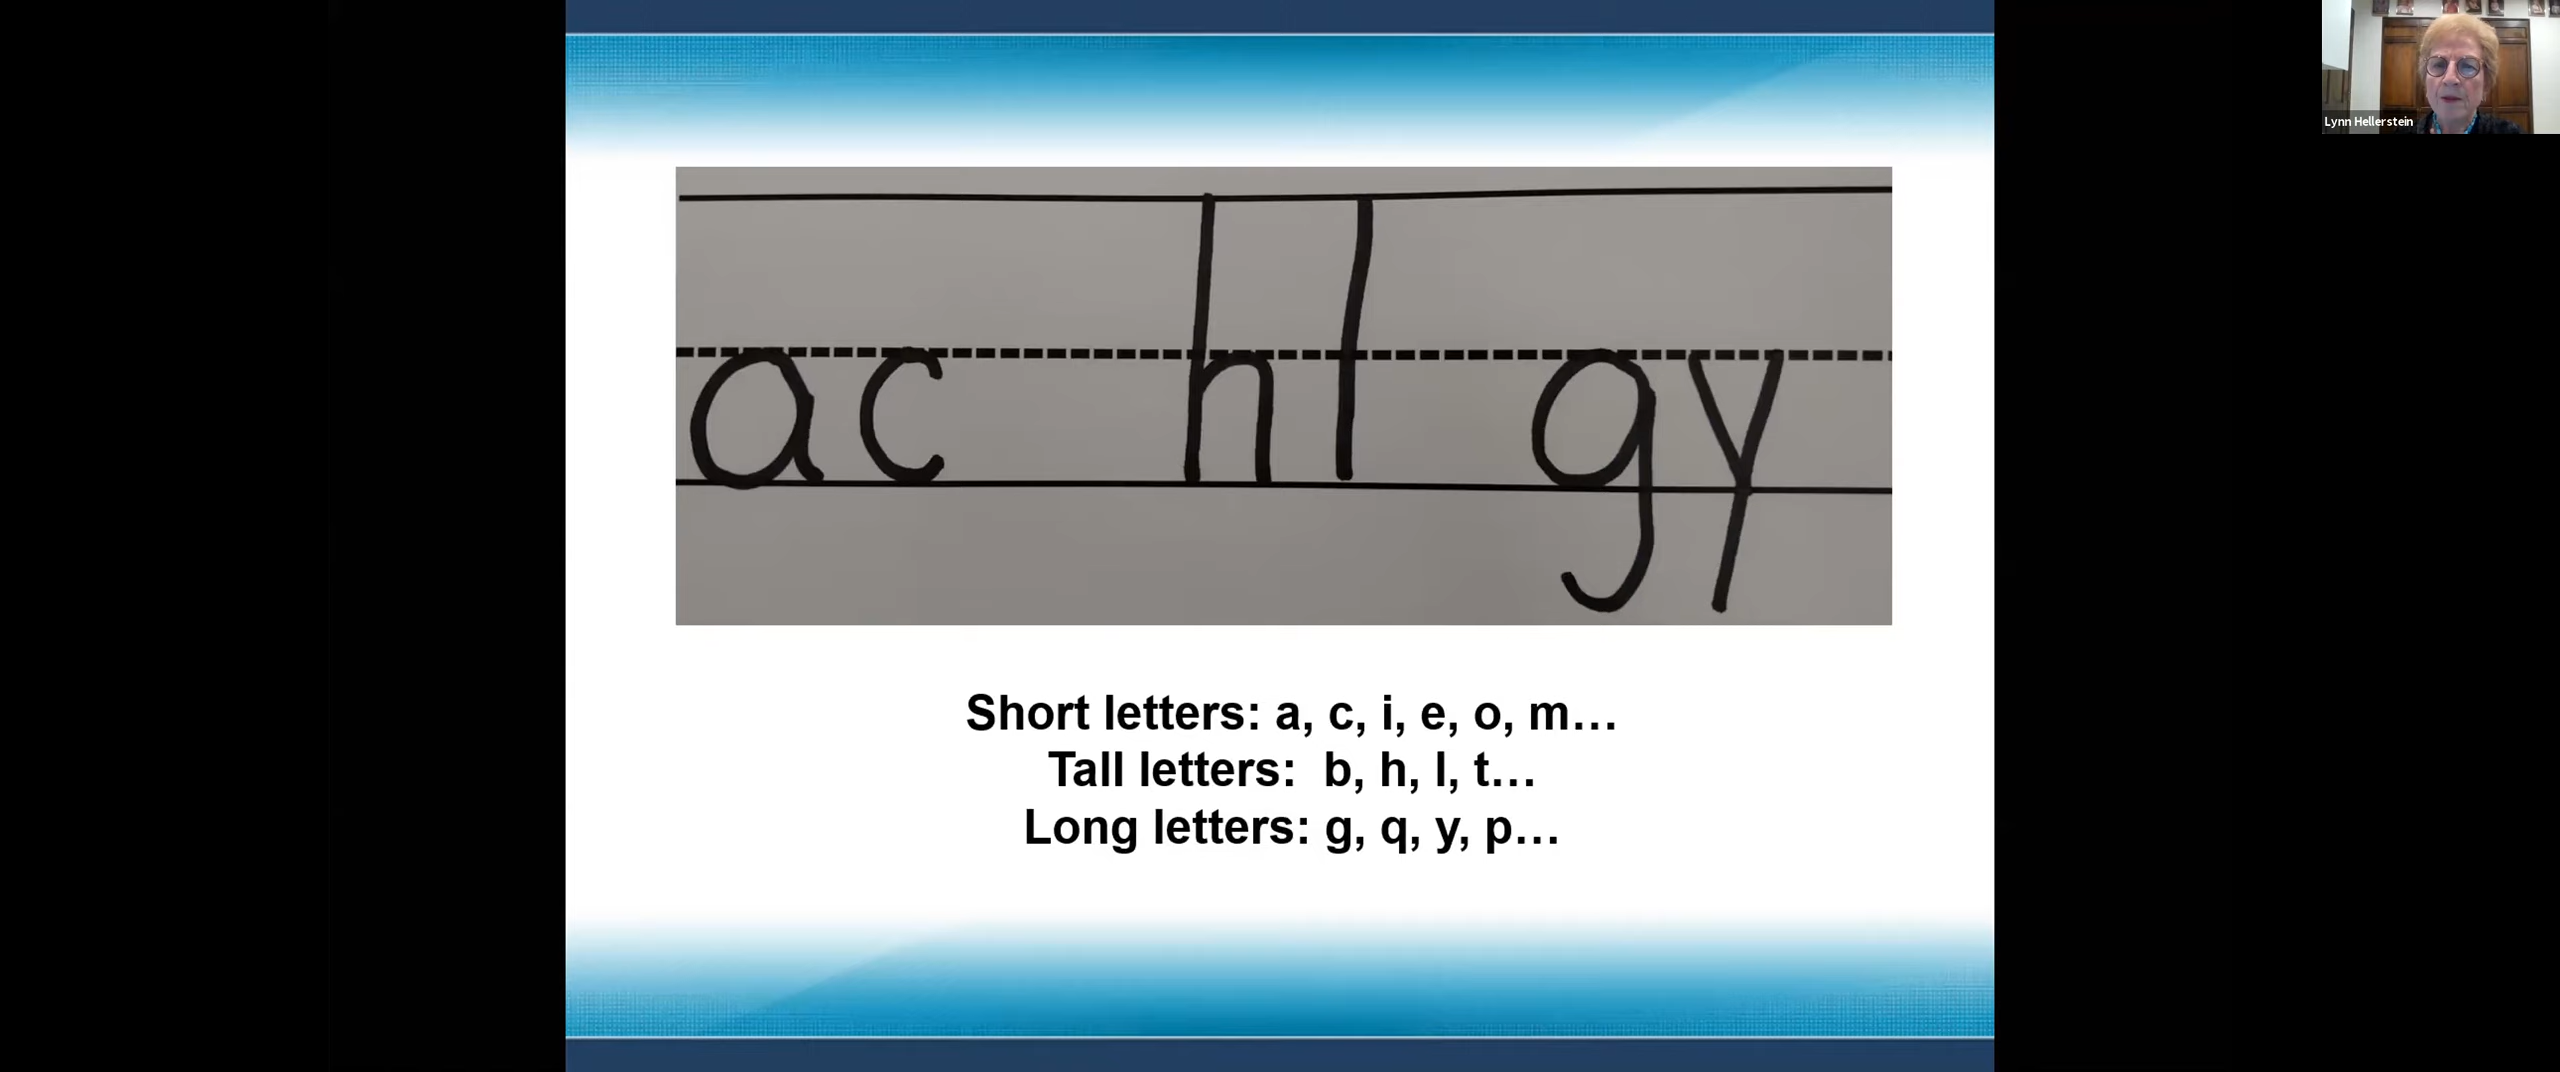 Lynn Hellerstein
ac hl gy
Short letters: a, c, i, e, o, m…
Tall letters: b, h, l, t…
Long letters: g, q, y, p…